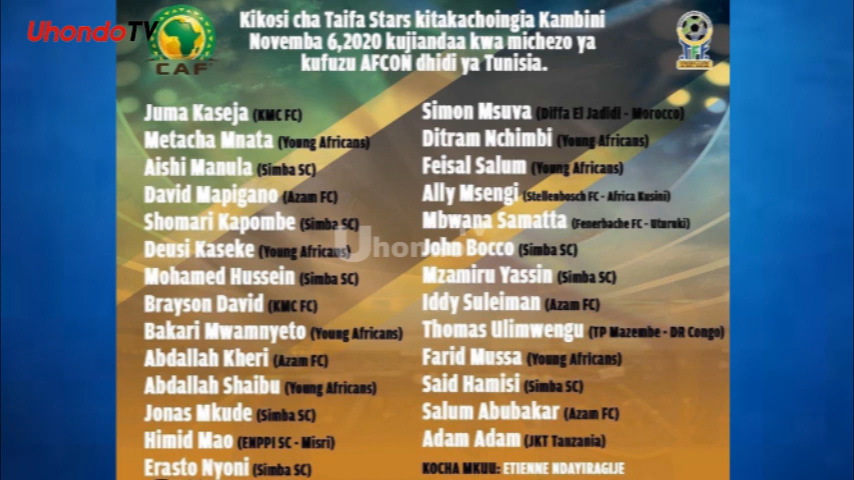 UhondoTV
CAF
TFF
Kikosi cha Taifa Stars kitakachoingia Kambini
Novemba 6,2020 kujiandaa kwa michezo ya
kufuzu AFCON dhidi ya Tunisia.
Juma Kaseja (KMC FC)
Metacha Mnata (Young Africans)
Aishi Manula (Simba SC)
David Mapigano (Azam FC)
Shomari Kapombe (Simba SC)
Deusi Kaseke (Young Africans)
Mohamed Hussein (Simba SC)
Brayson David (KMC FC)
Bakari Mwamnyeto (Young Africans)
Abdallah Kheri (Azam FC)
Abdallah Shaibu (Young Africans)
Jonas Mkude (Simba SC)
Himid Mao (ENPPI SC - Misri)
Erasto Nyoni (Simba SC)
Simon Msuva (Diffa El Jadidi - Morocco)
Ditram Nchimbi (Young Africans)
Feisal Salum (Young Africans)
Ally Msengi (Stellenbosch FC - Africa Kusini)
Mbwana Samatta (Fenerbache FC - Uturuki)
John Bocco (Simba SC)
Mzamiru Yassin (Simba SC)
Iddy Suleiman (Azam FC)
Thomas Ulimwengu (TP Mazembe - DR Congo)
Farid Mussa (Young Africans)
Said Hamisi (Simba SC)
Salum Abubakar (Azam FC)
Adam Adam (JKT Tanzania)
KOCHA MKUU: ETIENNE NDAYIRAGIJE